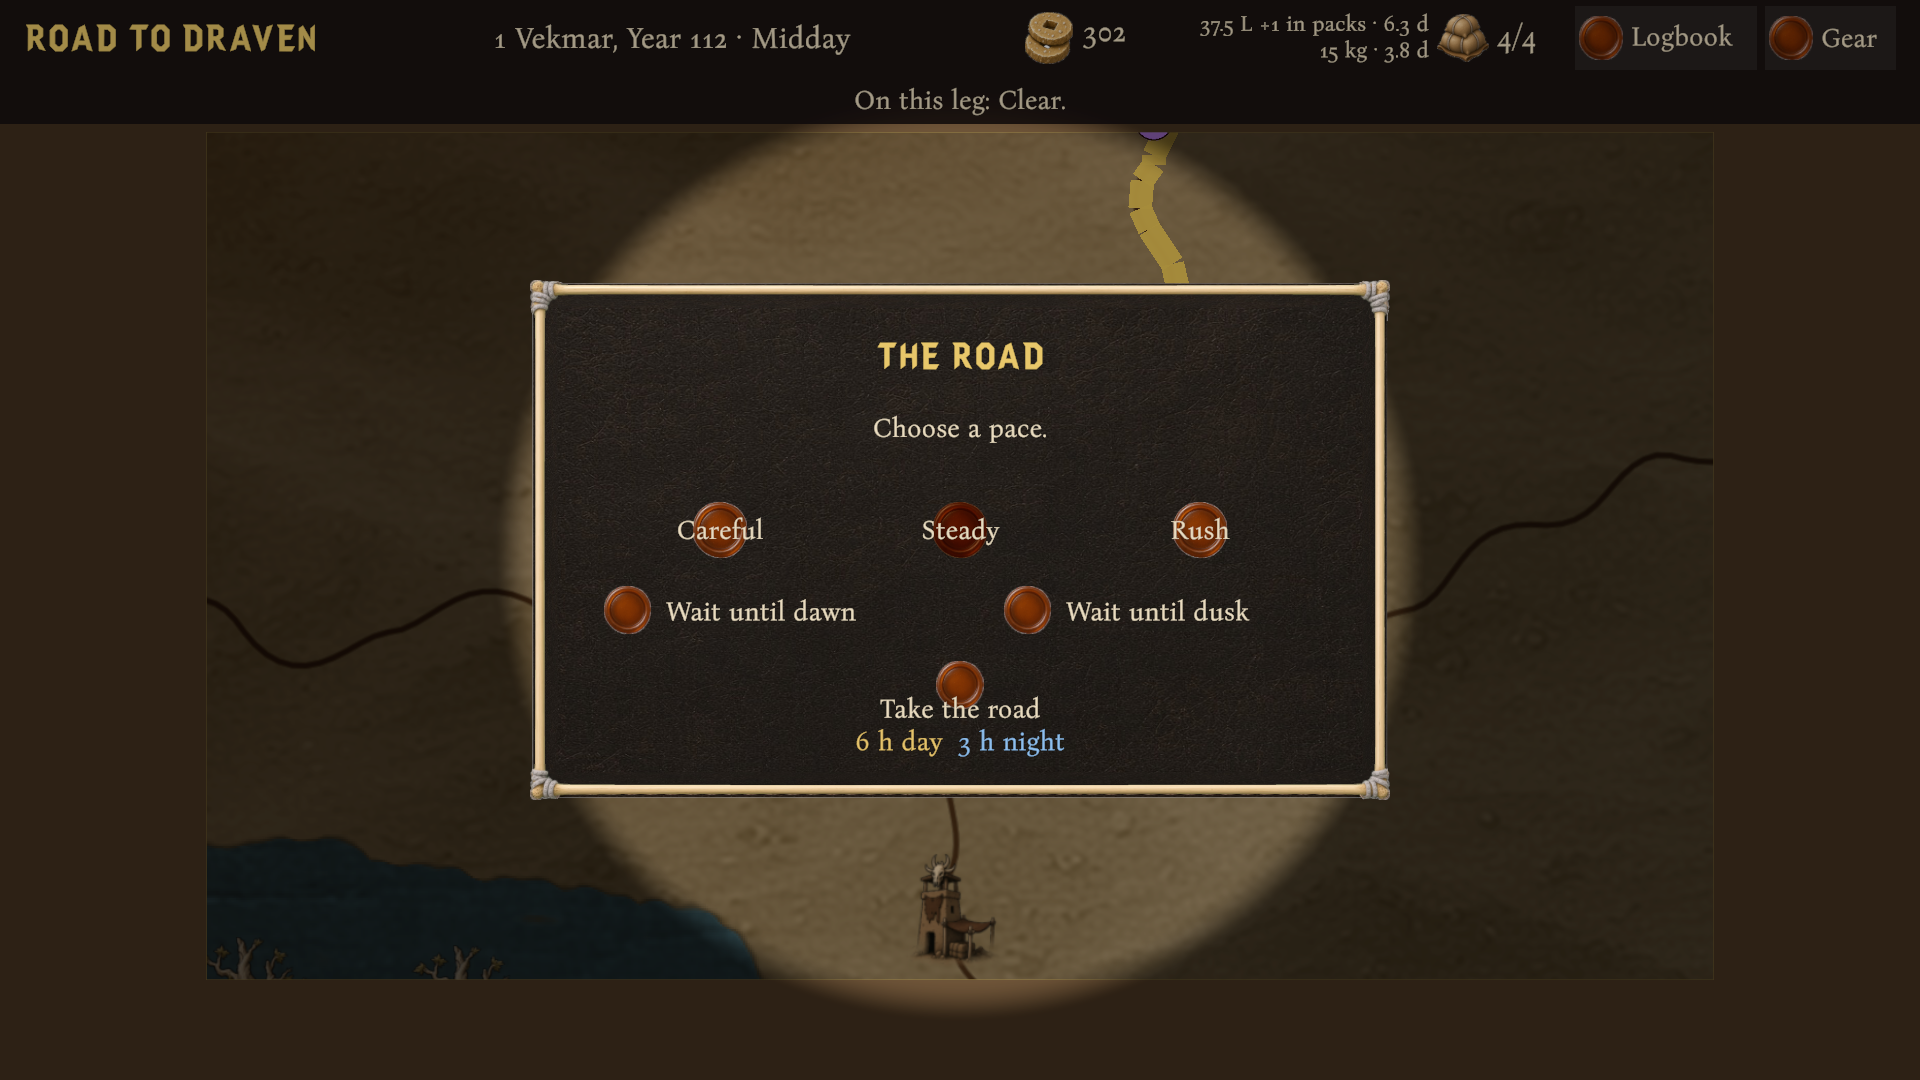 ROAD TO DRAVEN
1 Vekmar, Year 112 · Midday
302
37.5 L +1 in packs · 6.3 d
15 kg · 3.8 d
4/4
Logbook
Gear
On this leg: Clear.
THE ROAD
Choose a pace.
Careful
Steady
Rush
Wait until dawn
Wait until dusk
Take the road
6 h day 3 h night